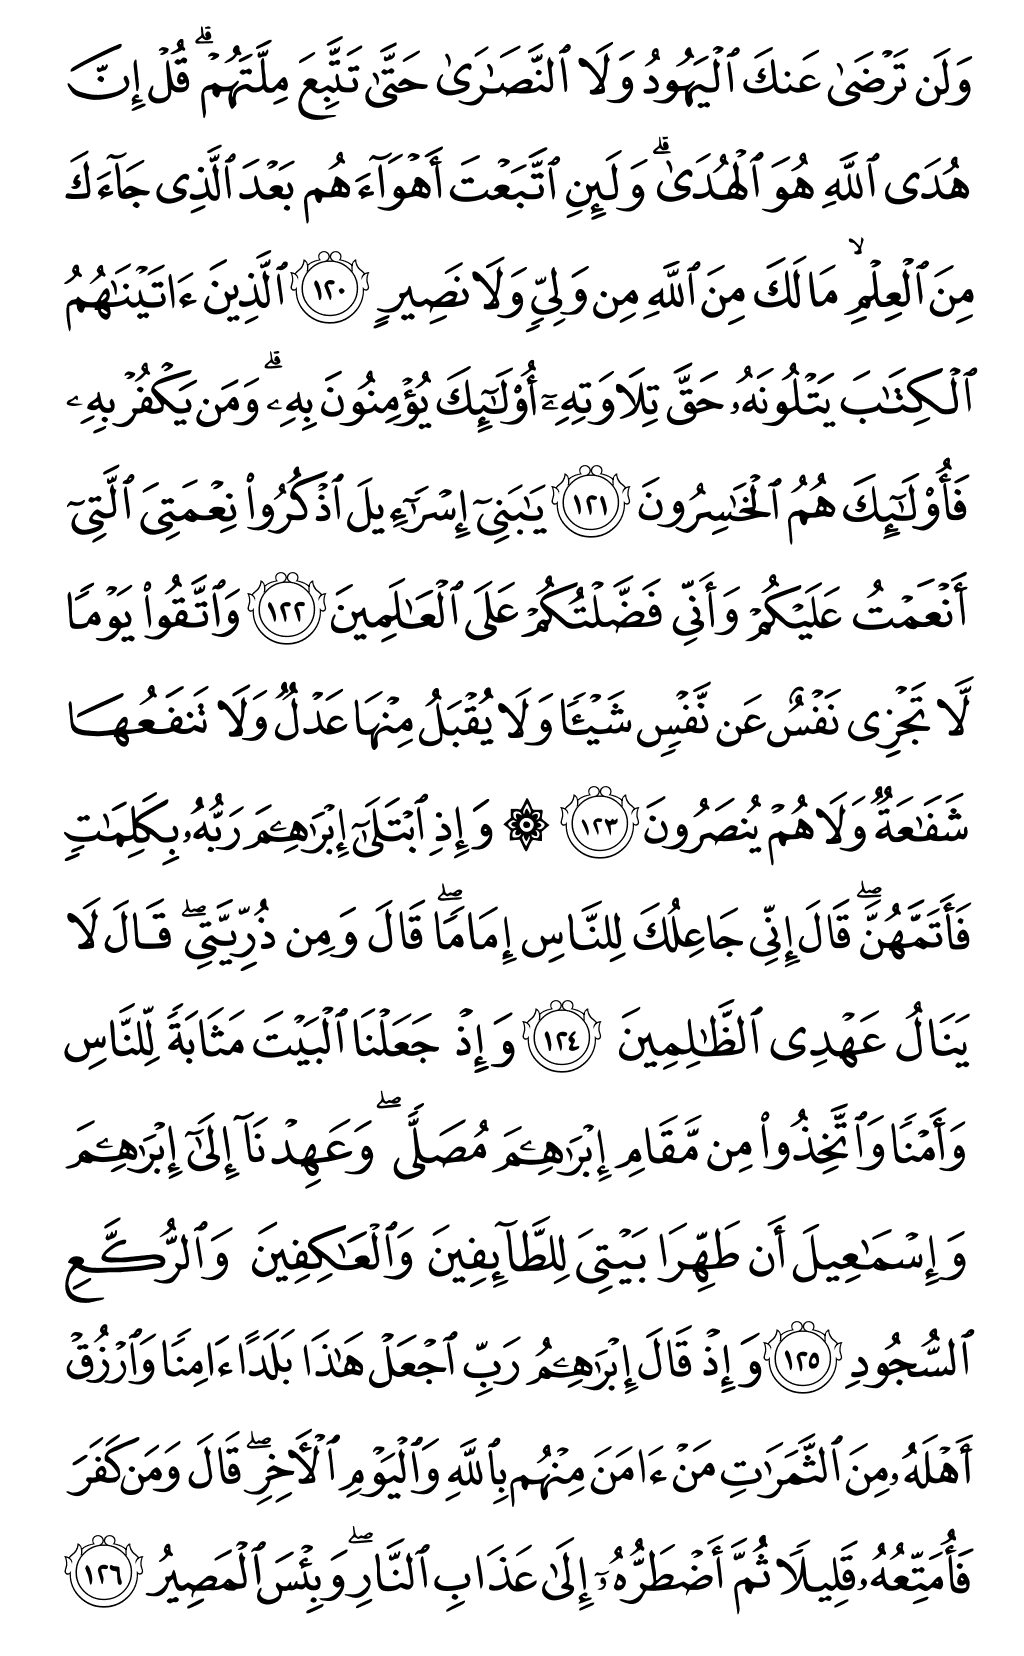 وَلَن تَرْضَىٰ عَنكَ ٱلْيَهُودُ وَلَا ٱلنَّصَـٰرَىٰ حَتَّىٰ تَتَّبِعَ مِلَّتَهُمْ ۗ قُلْ إِنَّ
هُدَى ٱللَّهِ هُوَ ٱلْهُدَىٰ ۗ وَلَئِنِ ٱتَّبَعْتَ أَهْوَآءَهُم بَعْدَ ٱلَّذِى جَآءَكَ
مِنَ ٱلْعِلْمِ ۙ مَا لَكَ مِنَ ٱللَّهِ مِن وَلِىٍّ وَلَا نَصِيرٍ ١٢٠ ٱلَّذِينَ ءَاتَيْنَـٰهُمُ
ٱلْكِتَـٰبَ يَتْلُونَهُۥ حَقَّ تِلَاوَتِهِۦٓ أُو۟لَـٰٓئِكَ يُؤْمِنُونَ بِهِۦ ۗ وَمَن يَكْفُرْ بِهِۦ
فَأُو۟لَـٰٓئِكَ هُمُ ٱلْخَـٰسِرُونَ ١٢١ يَـٰبَنِىٓ إِسْرَٰٓءِيلَ ٱذْكُرُوا۟ نِعْمَتِىَ ٱلَّتِىٓ
أَنْعَمْتُ عَلَيْكُمْ وَأَنِّى فَضَّلْتُكُمْ عَلَى ٱلْعَـٰلَمِينَ ١٢٢ وَٱتَّقُوا۟ يَوْمًا
لَّا تَجْزِى نَفْسٌ عَن نَّفْسٍ شَيْـًٔا وَلَا يُقْبَلُ مِنْهَا عَدْلٌ وَلَا تَنفَعُهَا
شَفَـٰعَةٌ وَلَا هُمْ يُنصَرُونَ ١٢٣ ۞ وَإِذِ ٱبْتَلَىٰٓ إِبْرَٰهِـۧمَ رَبُّهُۥ بِكَلِمَـٰتٍ
فَأَتَمَّهُنَّ ۖ قَالَ إِنِّى جَاعِلُكَ لِلنَّاسِ إِمَامًا ۖ قَالَ وَمِن ذُرِّيَّتِى ۖ قَالَ لَا
يَنَالُ عَهْدِى ٱلظَّـٰلِمِينَ ١٢٤ وَإِذْ جَعَلْنَا ٱلْبَيْتَ مَثَابَةً لِّلنَّاسِ
وَأَمْنًا وَٱتَّخِذُوا۟ مِن مَّقَامِ إِبْرَٰهِـۧمَ مُصَلًّى ۖ وَعَهِدْنَآ إِلَىٰٓ إِبْرَٰهِـۧمَ
وَإِسْمَـٰعِيلَ أَن طَهِّرَا بَيْتِىَ لِلطَّآئِفِينَ وَٱلْعَـٰكِفِينَ وَٱلرُّكَّعِ
ٱلسُّجُودِ ١٢٥ وَإِذْ قَالَ إِبْرَٰهِـۧمُ رَبِّ ٱجْعَلْ هَـٰذَا بَلَدًا ءَامِنًا وَٱرْزُقْ
أَهْلَهُۥ مِنَ ٱلثَّمَرَٰتِ مَنْ ءَامَنَ مِنْهُم بِٱللَّهِ وَٱلْيَوْمِ ٱلْـَٔاخِرِ ۖ قَالَ وَمَن كَفَرَ
فَأُمَتِّعُهُۥ قَلِيلًا ثُمَّ أَضْطَرُّهُۥٓ إِلَىٰ عَذَابِ ٱلنَّارِ ۖ وَبِئْسَ ٱلْمَصِيرُ ١٢٦